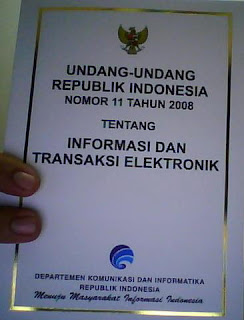 UNDANG-UNDANG
REPUBLIK INDONESIA
NOMOR 11 TAHUN 2008
TENTANG
INFORMASI DAN
TRANSAKSI ELEKTRONIK
DEPARTEMEN KOMUNIKASI DAN INFORMATIKA
REPUBLIK INDONESIA
Menuju Masyarakat Informasi Indonesia